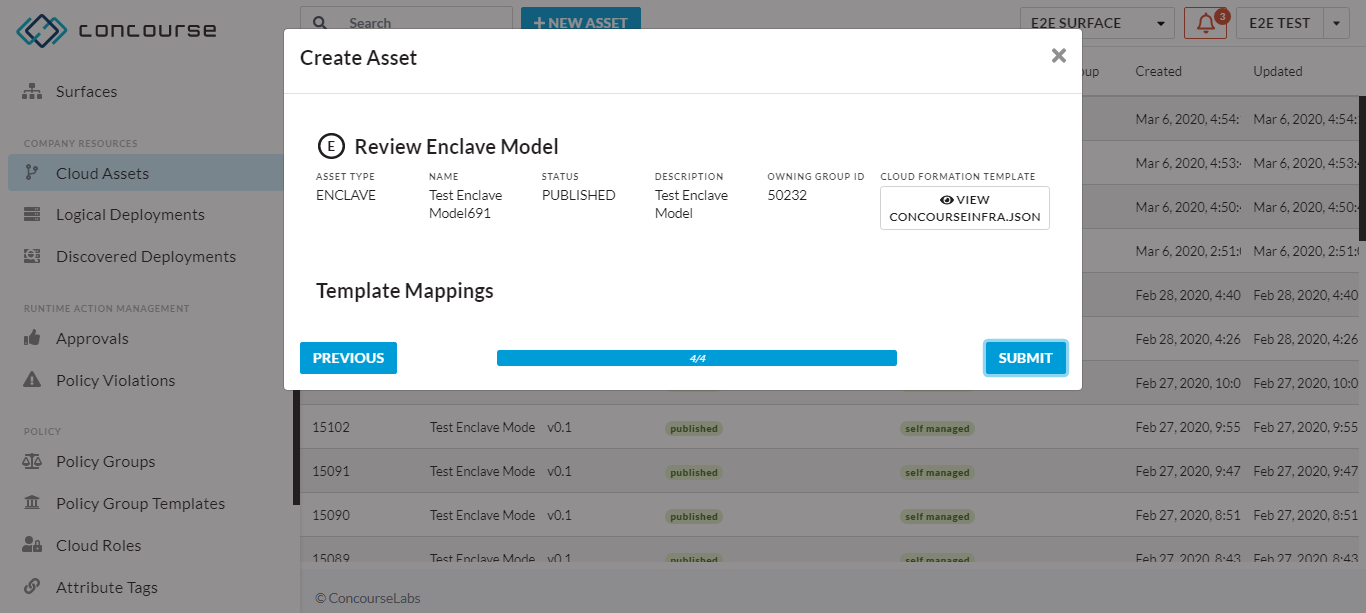 concourse
Search
+ NEW ASSET
E2E SURFACE
3
E2E TEST
Surfaces
COMPANY RESOURCES
Cloud Assets
Logical Deployments
Discovered Deployments
RUNTIME ACTION MANAGEMENT
Approvals
Policy Violations
POLICY
Policy Groups
Policy Group Templates
Cloud Roles
Attribute Tags
Create Asset
×
E Review Enclave Model
ASSET TYPE NAME STATUS DESCRIPTION OWNING GROUP ID CLOUD FORMATION TEMPLATE
ENCLAVE Test Enclave PUBLISHED Test Enclave 50232 VIEW
Model691 Model CONCOURSEINFRA.JSON
Template Mappings
PREVIOUS 4/4 SUBMIT
oup Created Updated
Mar 6, 2020, 4:54: Mar 6, 2020, 4:54:
Mar 6, 2020, 4:53: Mar 6, 2020, 4:53:
Mar 6, 2020, 4:50: Mar 6, 2020, 4:50:
Mar 6, 2020, 2:51: Mar 6, 2020, 2:51:
Feb 28, 2020, 4:40 Feb 28, 2020, 4:40
Feb 28, 2020, 4:26 Feb 28, 2020, 4:26
Feb 27, 2020, 10:0 Feb 27, 2020, 10:0
15102 Test Enclave Mode v0.1 published self managed Feb 27, 2020, 9:55 Feb 27, 2020, 9:55
15091 Test Enclave Mode v0.1 published self managed Feb 27, 2020, 9:47 Feb 27, 2020, 9:47
15090 Test Enclave Mode v0.1 published self managed Feb 27, 2020, 8:51 Feb 27, 2020, 8:51
15089 Test Enclave Mode v0.1 published self managed Feb 27, 2020, 8:43 Feb 27, 2020, 8:43
© ConcourseLabs